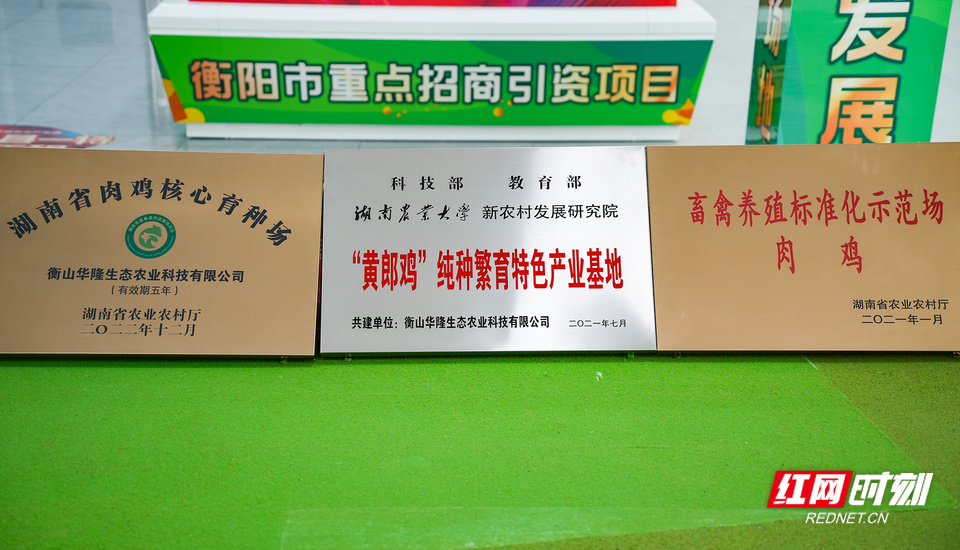 衡阳市重点招商引资项目
发展
湖南省肉鸡核心育种场
衡山华隆生态农业科技有限公司
(有效期五年)
湖南省农业农村厅
二〇二二年十二月
科技部 教育部
湖南农业大学 新农村发展研究院
“黄郎鸡”纯种繁育特色产业基地
共建单位：衡山华隆生态农业科技有限公司 二〇二一年七月
畜禽养殖标准化示范场
肉鸡
湖南省农业农村厅
二〇二一年一月
红网时刻
REDNET.CN